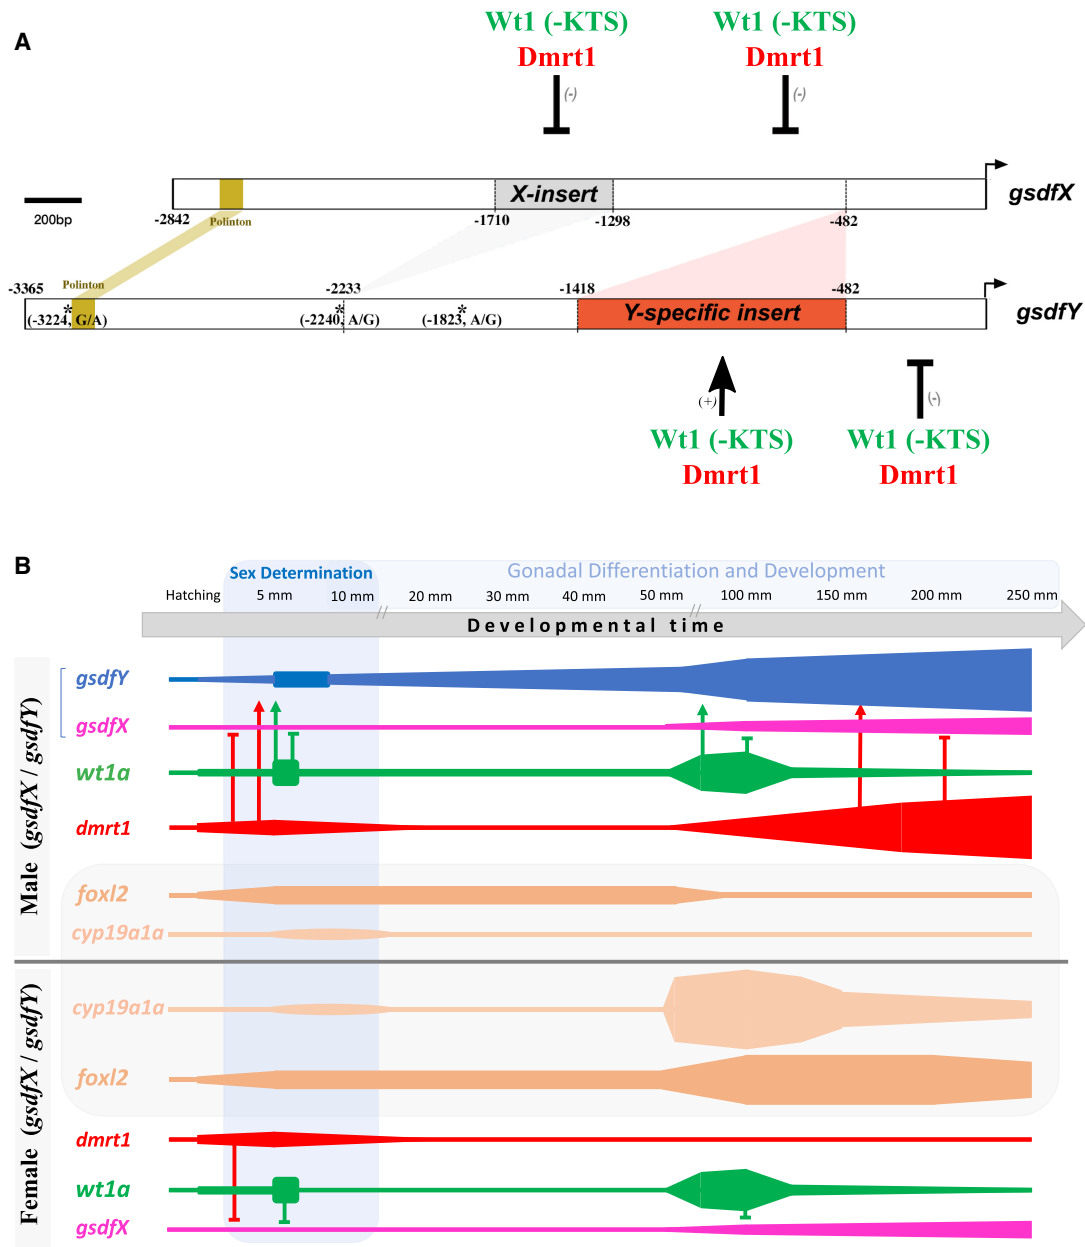 A
Wt1 (-KTS)
Dmrt1
(-)
Wt1 (-KTS)
Dmrt1
(-)
200bp
X-insert
gsdfX
-2842
Polinton
-1710
-1298
-482
-3365
Polinton
-2233
-1418
-482
*
(-3224, G/A)
*
(-2240, A/G)
*
(-1823, A/G)
Y-specific insert
gsdfY
(+)
Wt1 (-KTS)
Dmrt1
(-)
Wt1 (-KTS)
Dmrt1
B
Sex Determination
Gonadal Differentiation and Development
Hatching 5 mm 10 mm 20 mm 30 mm 40 mm 50 mm 100 mm 150 mm 200 mm 250 mm
Developmental time
Male (gsdfX / gsdfY)
gsdfY
gsdfX
wt1a
dmrt1
foxl2
cyp19a1a
Female (gsdfX / gsdfY)
cyp19a1a
foxl2
dmrt1
wt1a
gsdfX